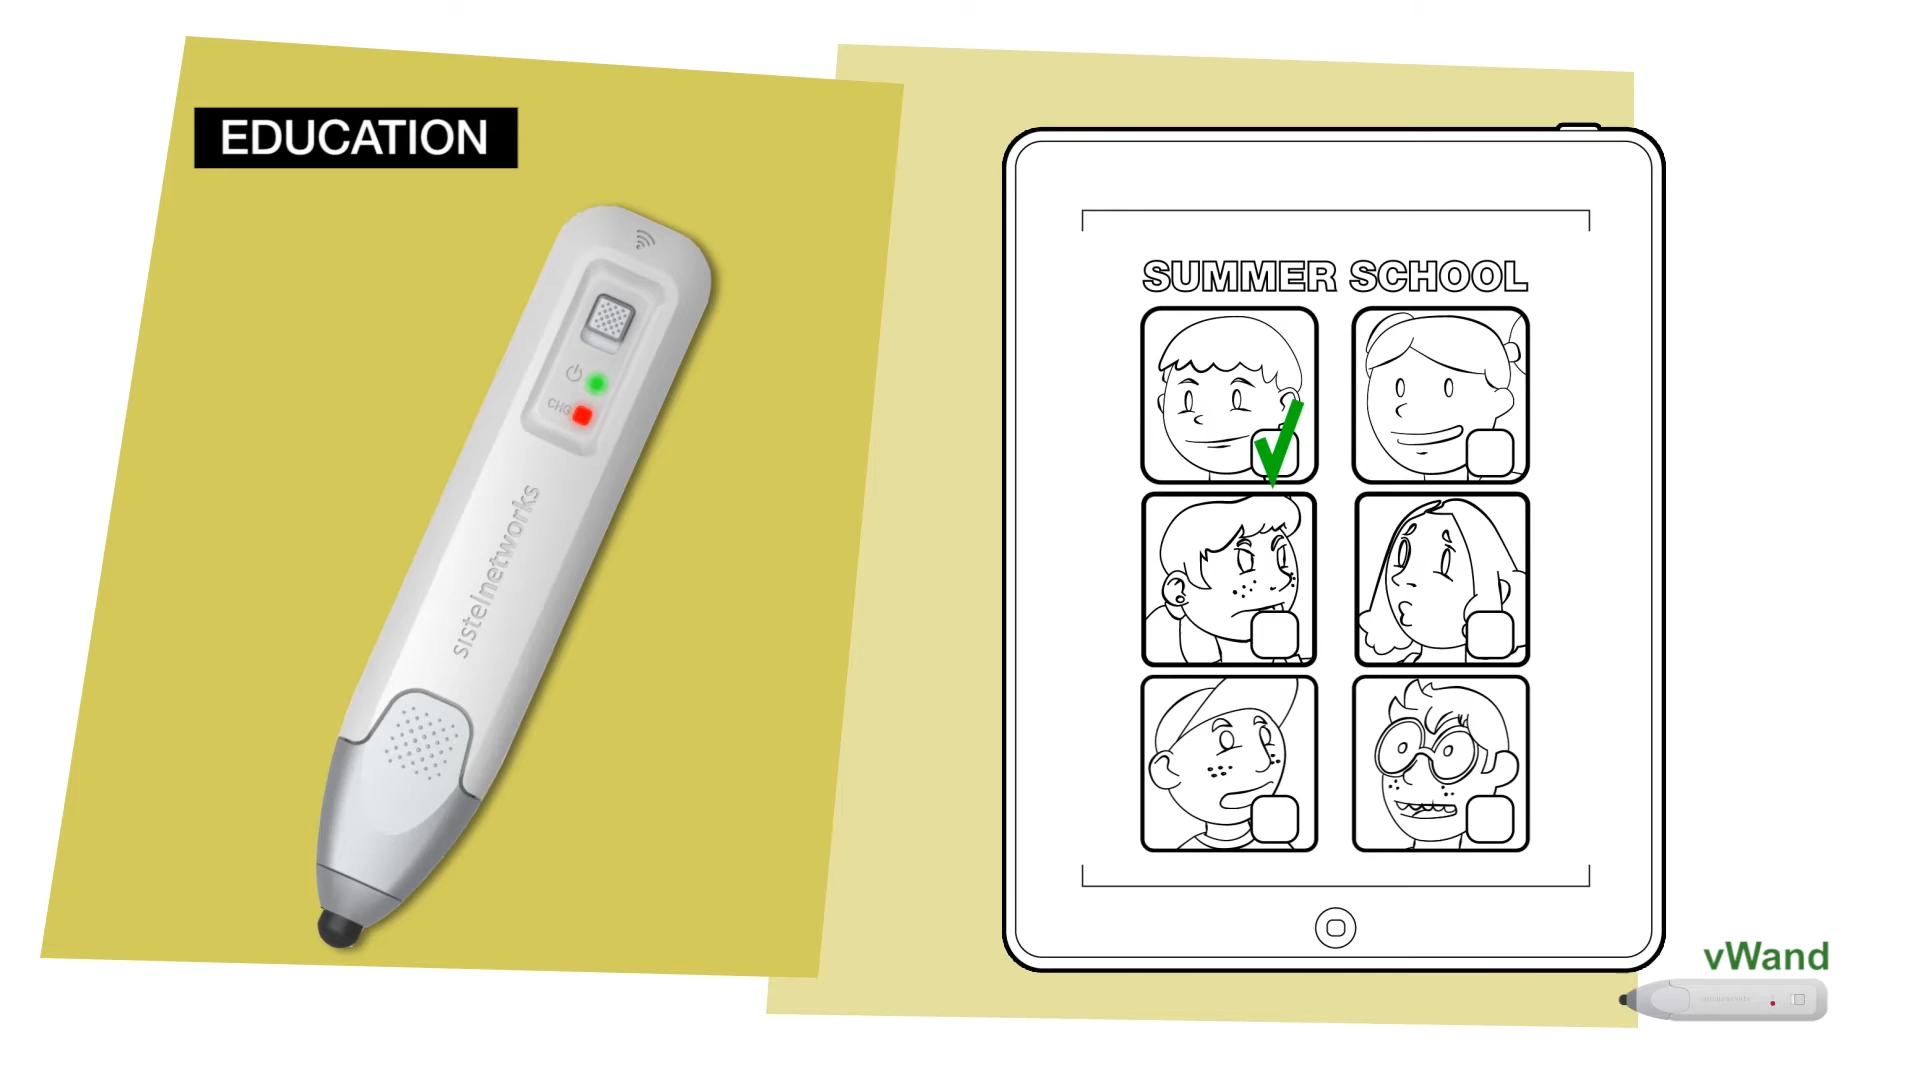 EDUCATION
CHG
sistelnetworks
SUMMER SCHOOL
vWand